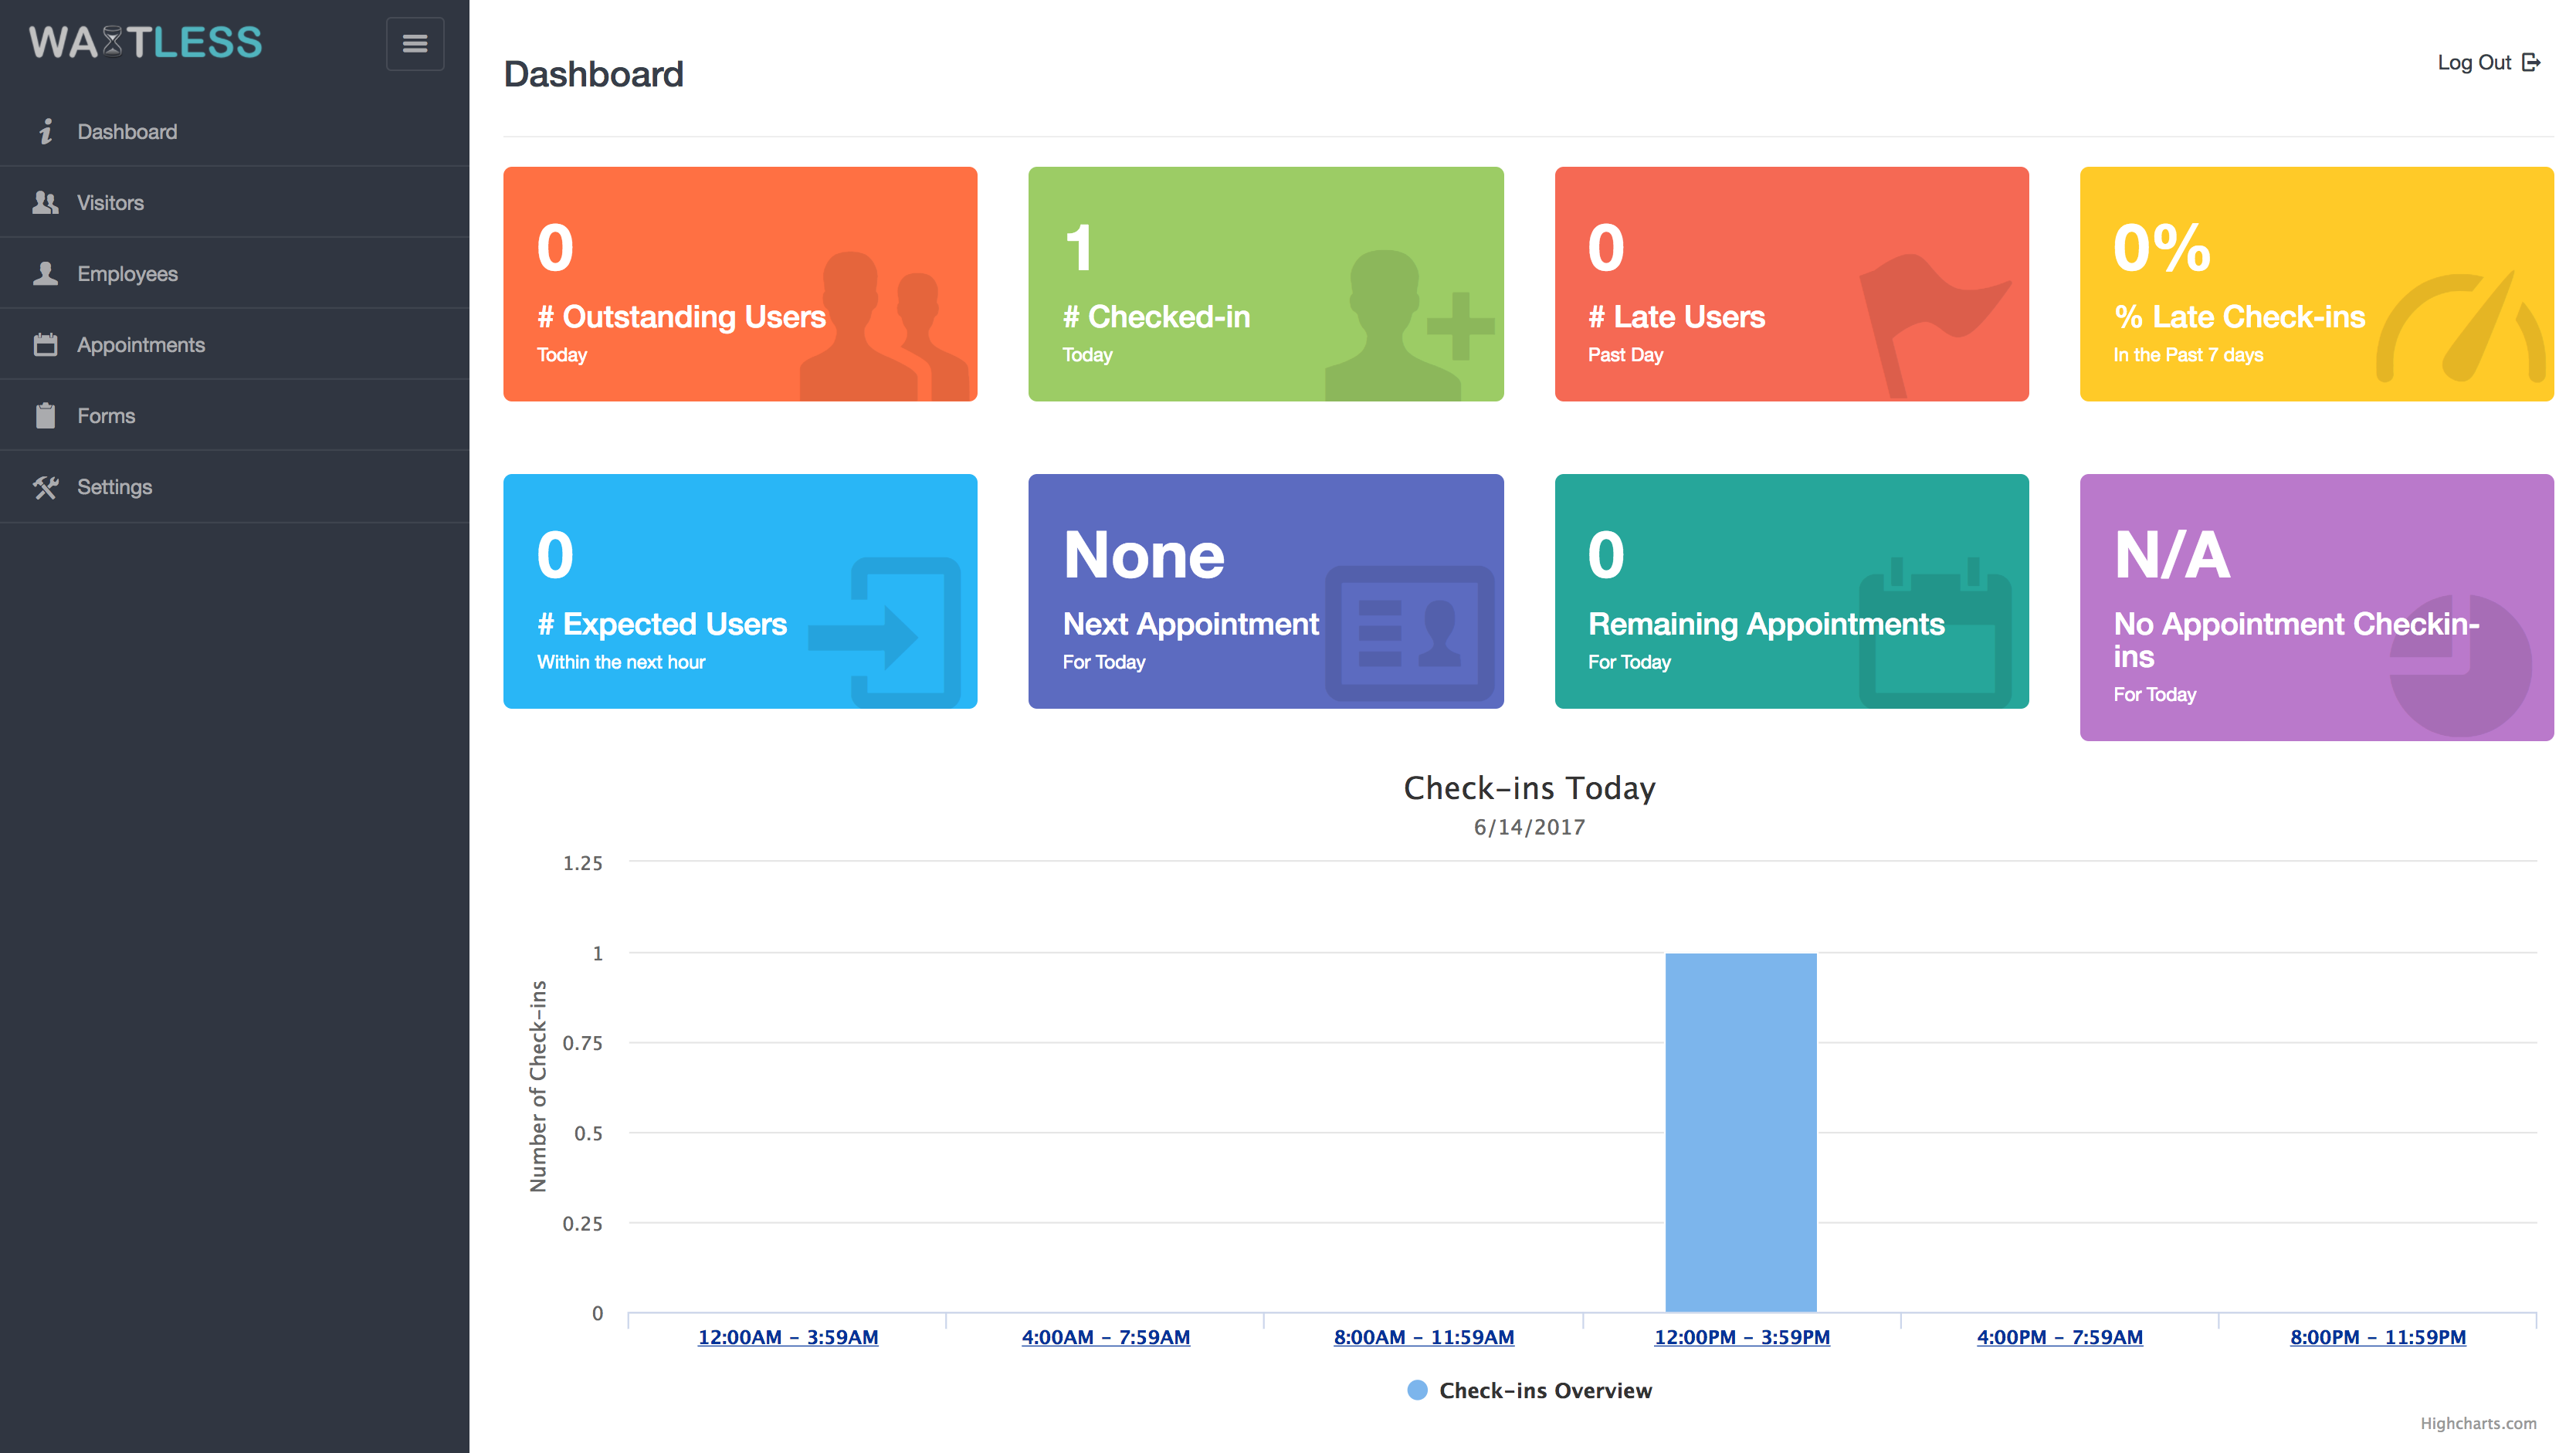 WAITLESS
Dashboard
Log Out
Dashboard
Visitors
Employees
Appointments
Forms
Settings
0
# Outstanding Users
Today
1
# Checked-in
Today
0
# Late Users
Past Day
0%
% Late Check-ins
In the Past 7 days
0
# Expected Users
Within the next hour
None
Next Appointment
For Today
0
Remaining Appointments
For Today
N/A
No Appointment Checkin-
ins
For Today
Check-ins Today
6/14/2017
Number of Check-ins
1.25
1
0.75
0.5
0.25
0
12:00AM - 3:59AM
4:00AM - 7:59AM
8:00AM - 11:59AM
12:00PM - 3:59PM
4:00PM - 7:59AM
8:00PM - 11:59PM
Check-ins Overview
Highcharts.com